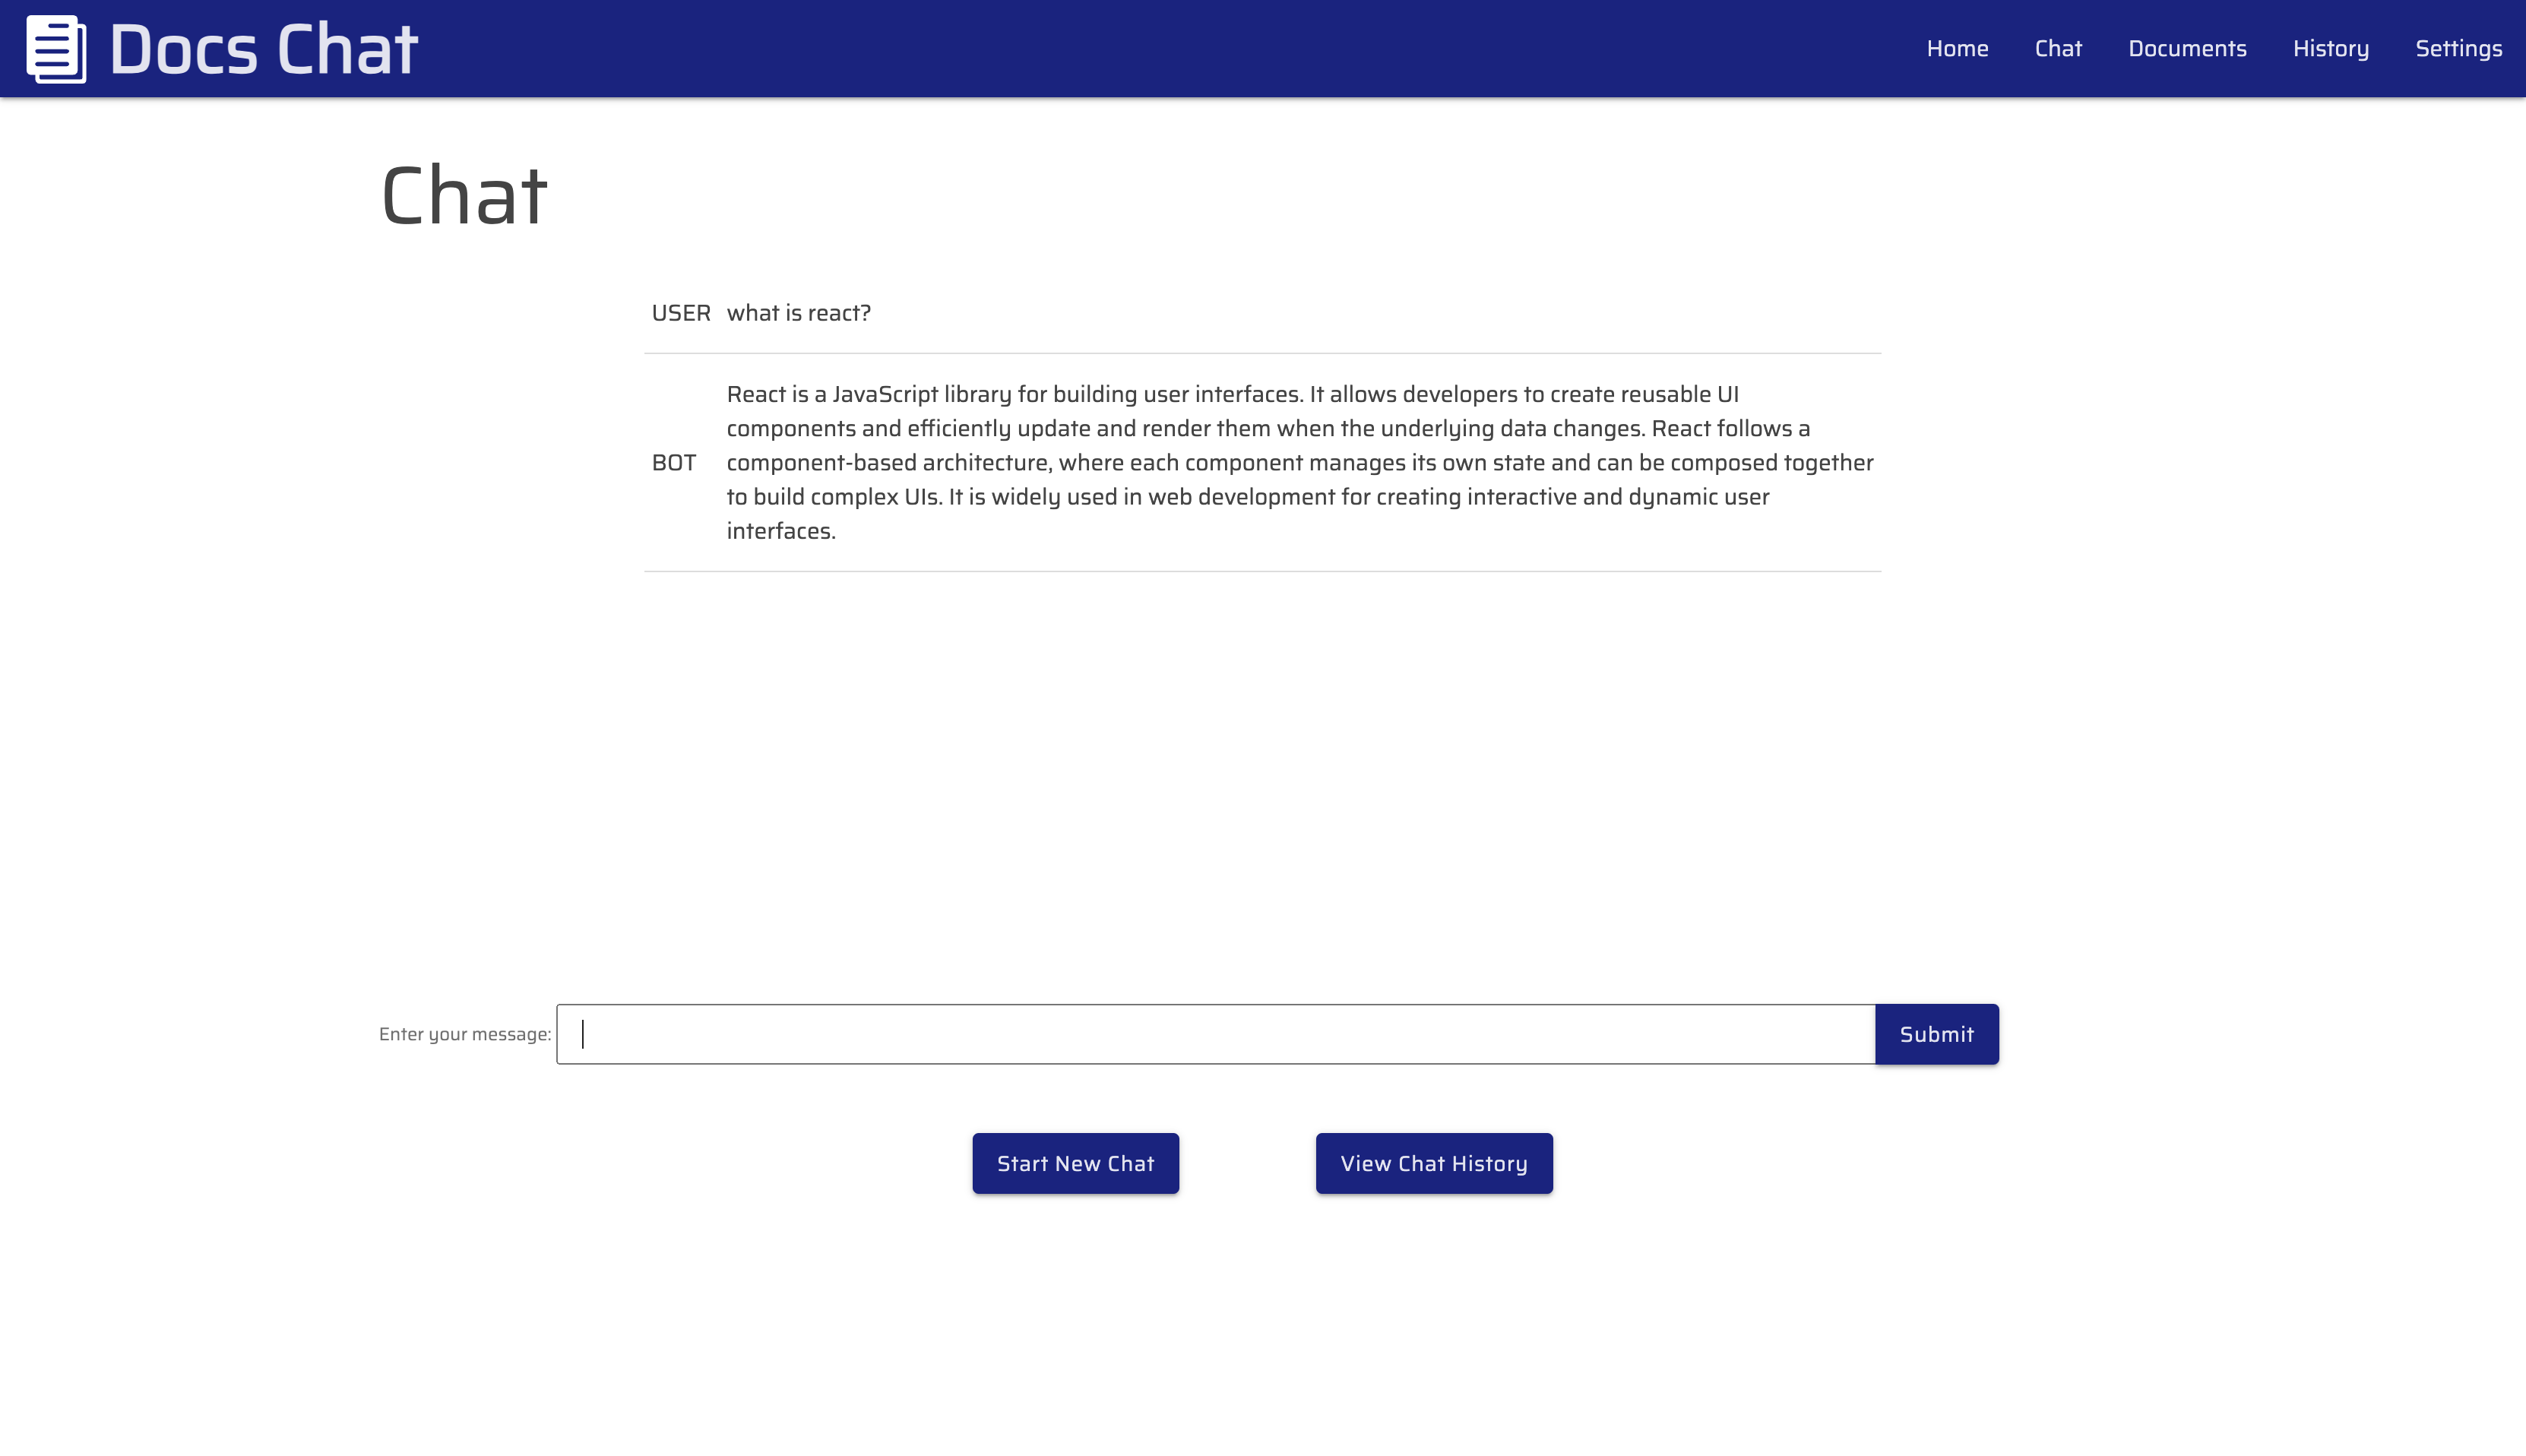 Docs Chat
Home Chat Documents History Settings
Chat
USER what is react?
React is a JavaScript library for building user interfaces. It allows developers to create reusable UI
components and efficiently update and render them when the underlying data changes. React follows a
BOT component-based architecture, where each component manages its own state and can be composed together
to build complex UIs. It is widely used in web development for creating interactive and dynamic user
interfaces.
Enter your message: Submit
Start New Chat View Chat History